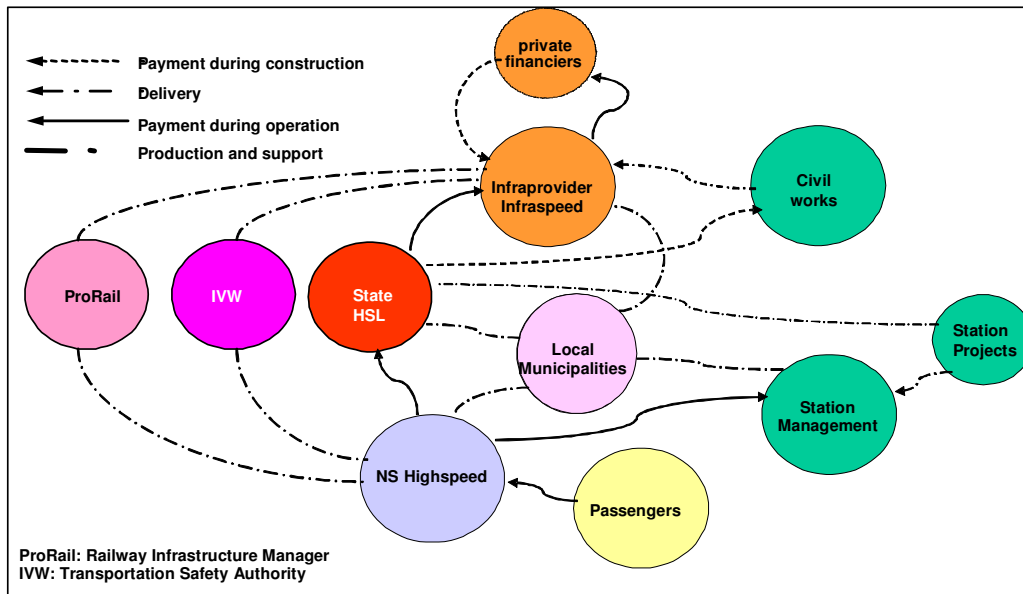 private
financiers
Payment during construction
Delivery
Payment during operation
Production and support
Infraprovider
Infraspeed
Civil
works
ProRail
IVW
State
HSL
Station
Projects
Local
Municipalities
Station
Management
NS Highspeed
Passengers
ProRail: Railway Infrastructure Manager
IVW: Transportation Safety Authority